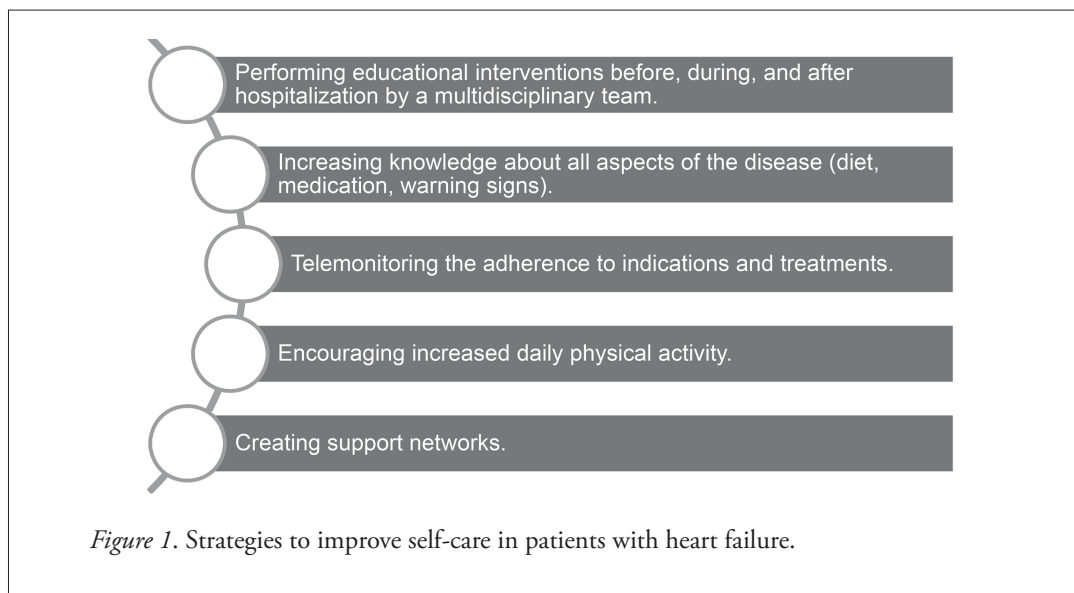 Performing educational interventions before, during, and after
hospitalization by a multidisciplinary team.
Increasing knowledge about all aspects of the disease (diet,
medication, warning signs).
Telemonitoring the adherence to indications and treatments.
Encouraging increased daily physical activity.
Creating support networks.
Figure 1. Strategies to improve self-care in patients with heart failure.